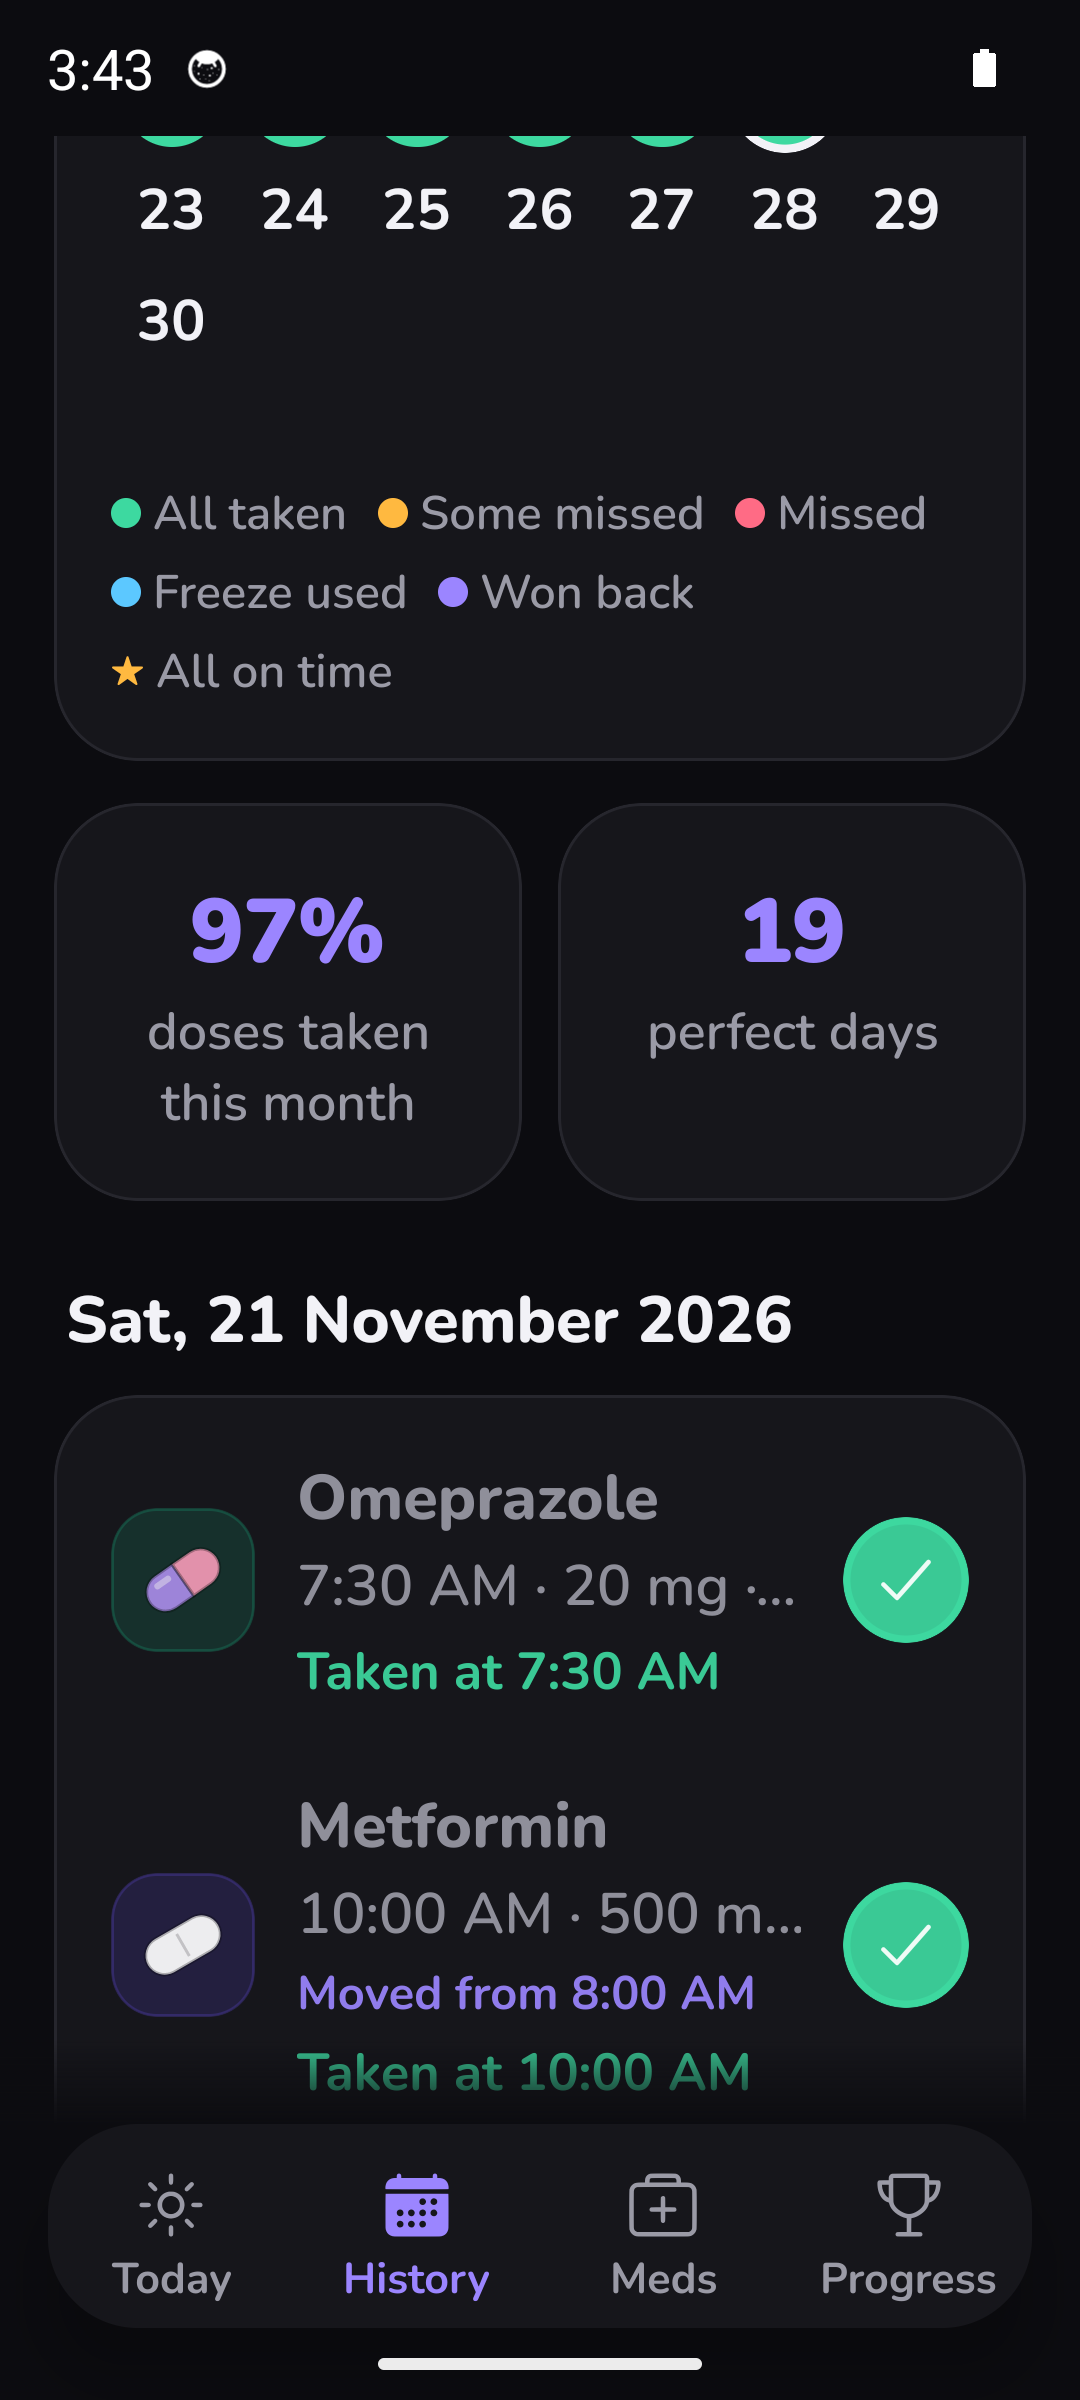 3:43
23 24 25 26 27 28 29
30
All taken Some missed Missed
Freeze used Won back
All on time
97%
doses taken
this month
19
perfect days
Sat, 21 November 2026
Omeprazole
7:30 AM · 20 mg ·...
Taken at 7:30 AM
Metformin
10:00 AM · 500 m...
Moved from 8:00 AM
Taken at 10:00 AM
Today History Meds Progress